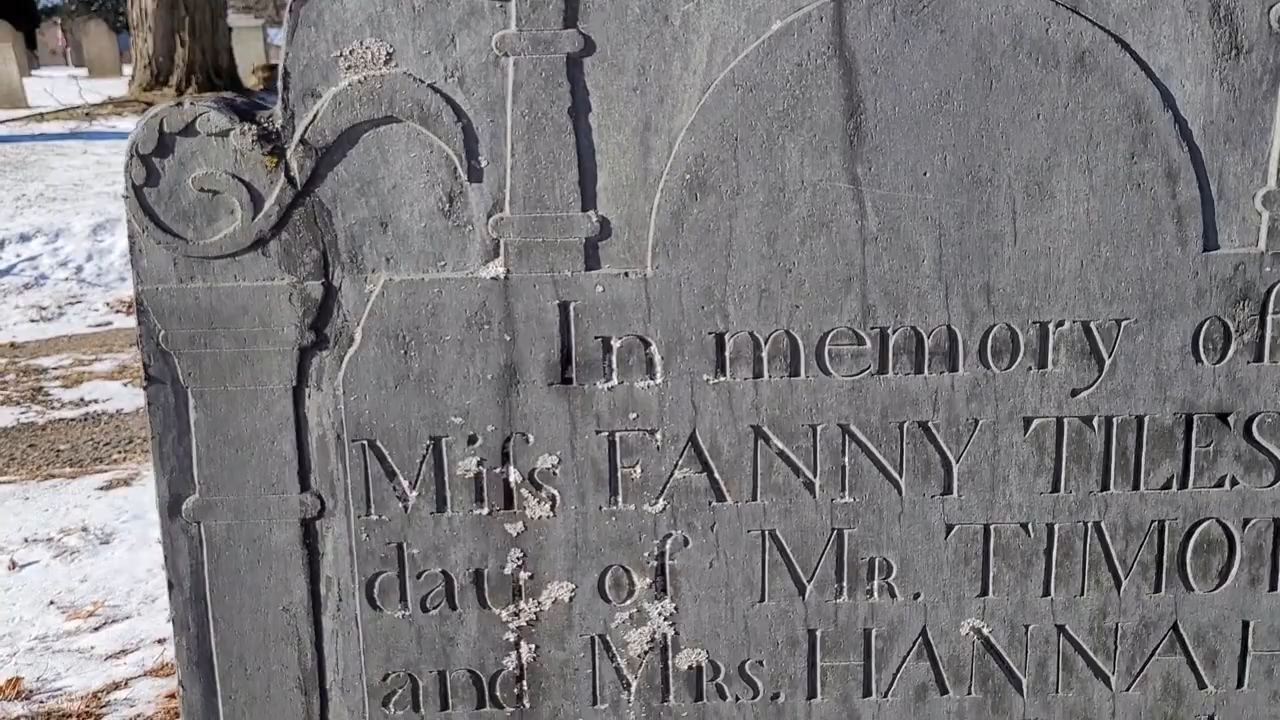 In memory of
Miſs FANNY TILES
dau. of Mr. TIMOT
and Mrs. HANNAH